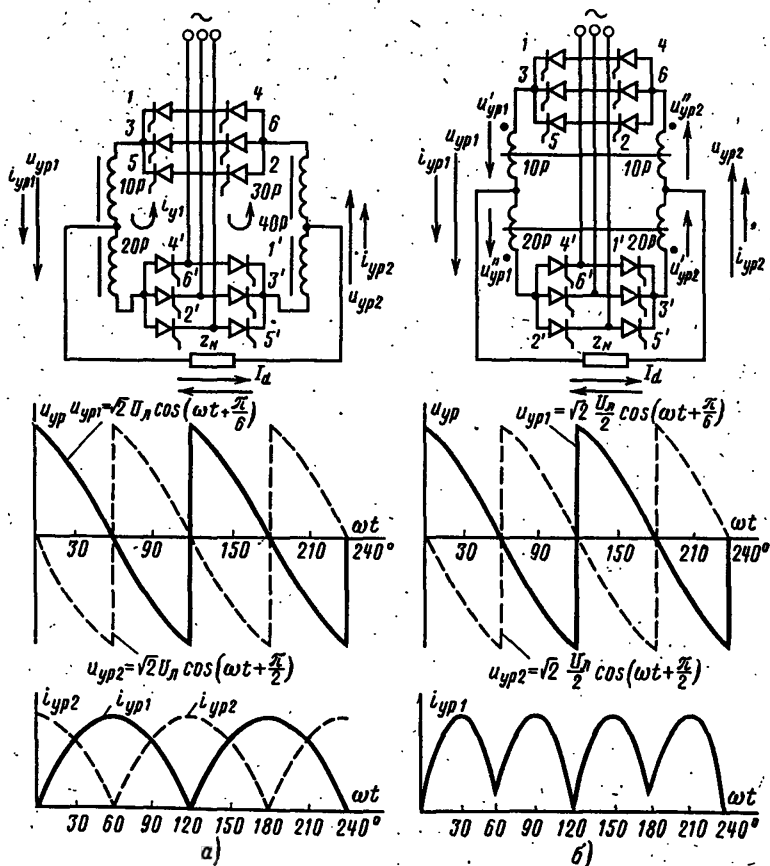 ~
1
4
3
6
5
2
10р
30р
40р
20р
i_ур1
u_ур1
i_у1
4'
1'
6'
3'
2'
5'
u_ур2
i_ур2
z_н
I_d
~
1
4
3
6
5
2
u'_ур1
u_ур1
i_ур1
u"_ур2
u_ур2
10р
10р
20р
4'
1'
20р
u"_ур1
6'
u'_ур2
i_ур2
3'
2'
5'
z_н
I_d
u_ур
u_ур1=√2 U_л cos(ωt+π/6)
ωt
30 90 150 210 240°
u_ур2=√2 U_л cos(ωt+π/2)
u_ур
u_ур1=√2 U_л/2 cos(ωt+π/6)
ωt
30 90 150 210 240°
u_ур2=√2 U_л/2 cos(ωt+π/2)
i_ур2
i_ур1
i_ур2
ωt
30 60 90 120 150 180 210 240°
а)
i_ур1
ωt
30 60 90 120 150 180 210 240°
б)